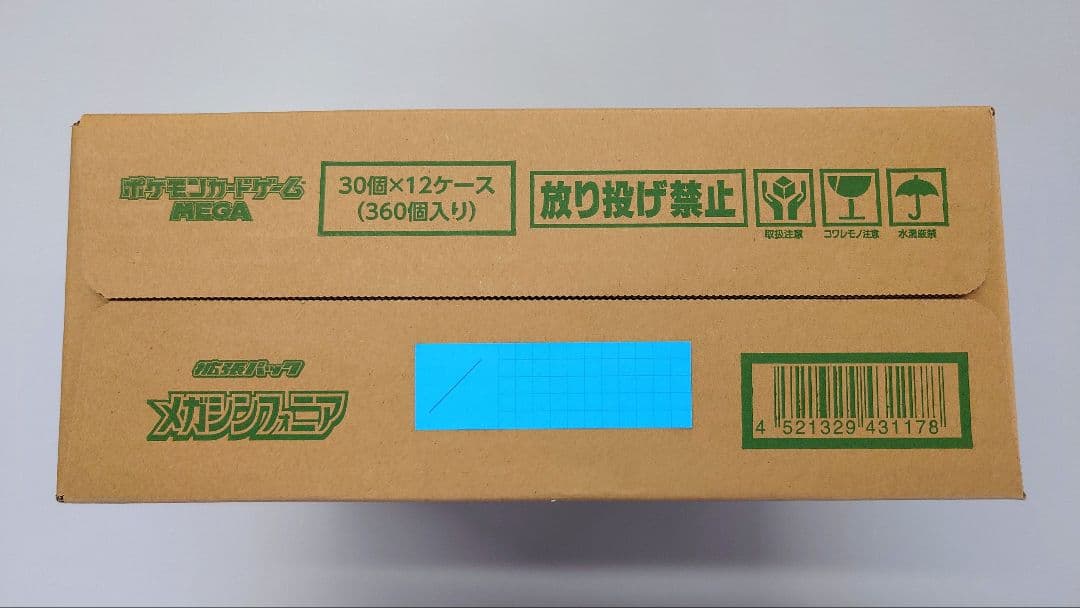 ポケモンカードゲーム
MEGA
30個×12ケース
(360個入り)
放り投げ禁止
取扱注意
コワレモノ注意
水濡厳禁
拡張パック
メガシンフォニア
4 521329 431178